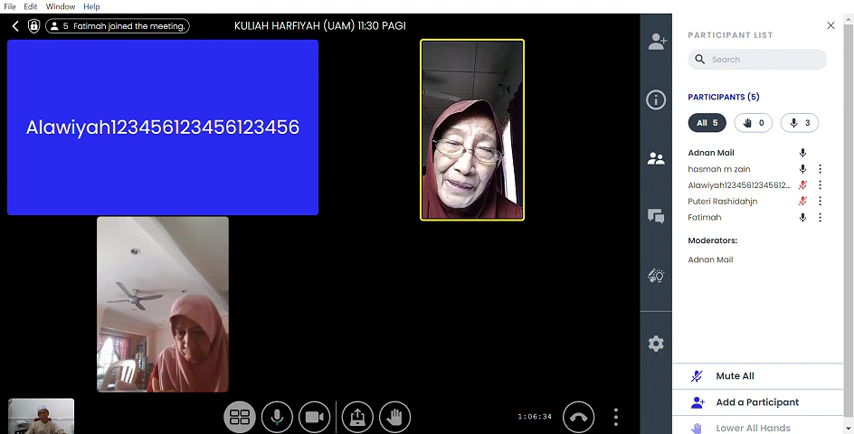 File Edit Window Help
5 Fatimah joined the meeting.
KULIAH HARFIYAH (UAM) 11:30 PAGI
Alawiyah123456123456123456
1:06:34
PARTICIPANT LIST
Search
PARTICIPANTS (5)
All 5 0 3
Adnan Mail
hasmah m zain
Alawiyah12345612345612...
Puteri Rashidahjn
Fatimah
Moderators:
Adnan Mail
Mute All
Add a Participant
Lower All Hands